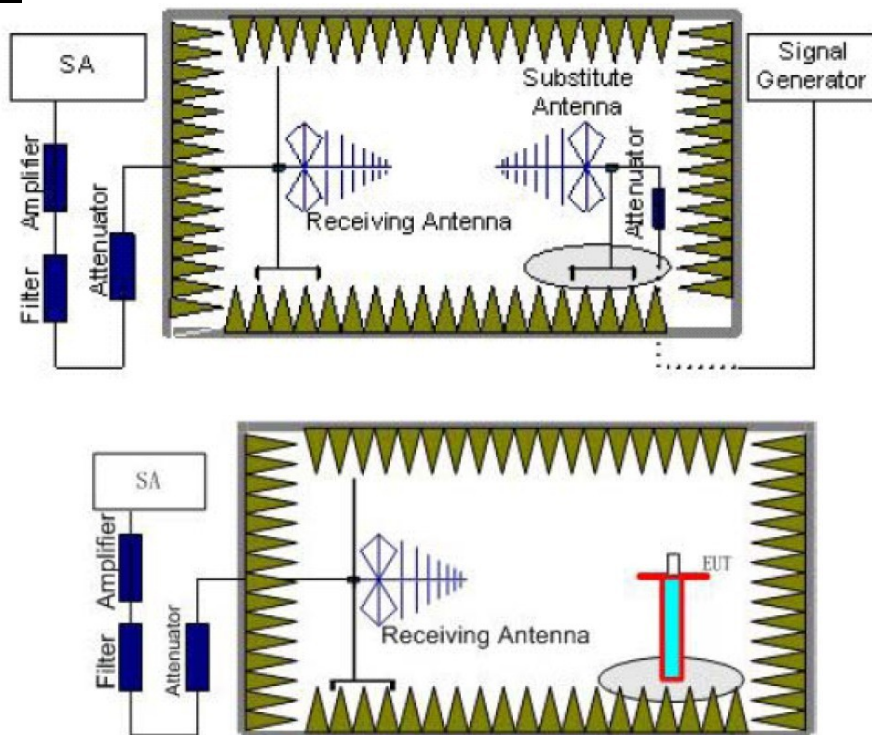 SA
Signal
Generator
Substitute
Antenna
Amplifier
Attenuator
Filter
Receiving Antenna
Attenuator
SA
Amplifier
Filter
Attenuator
EUT
Receiving Antenna